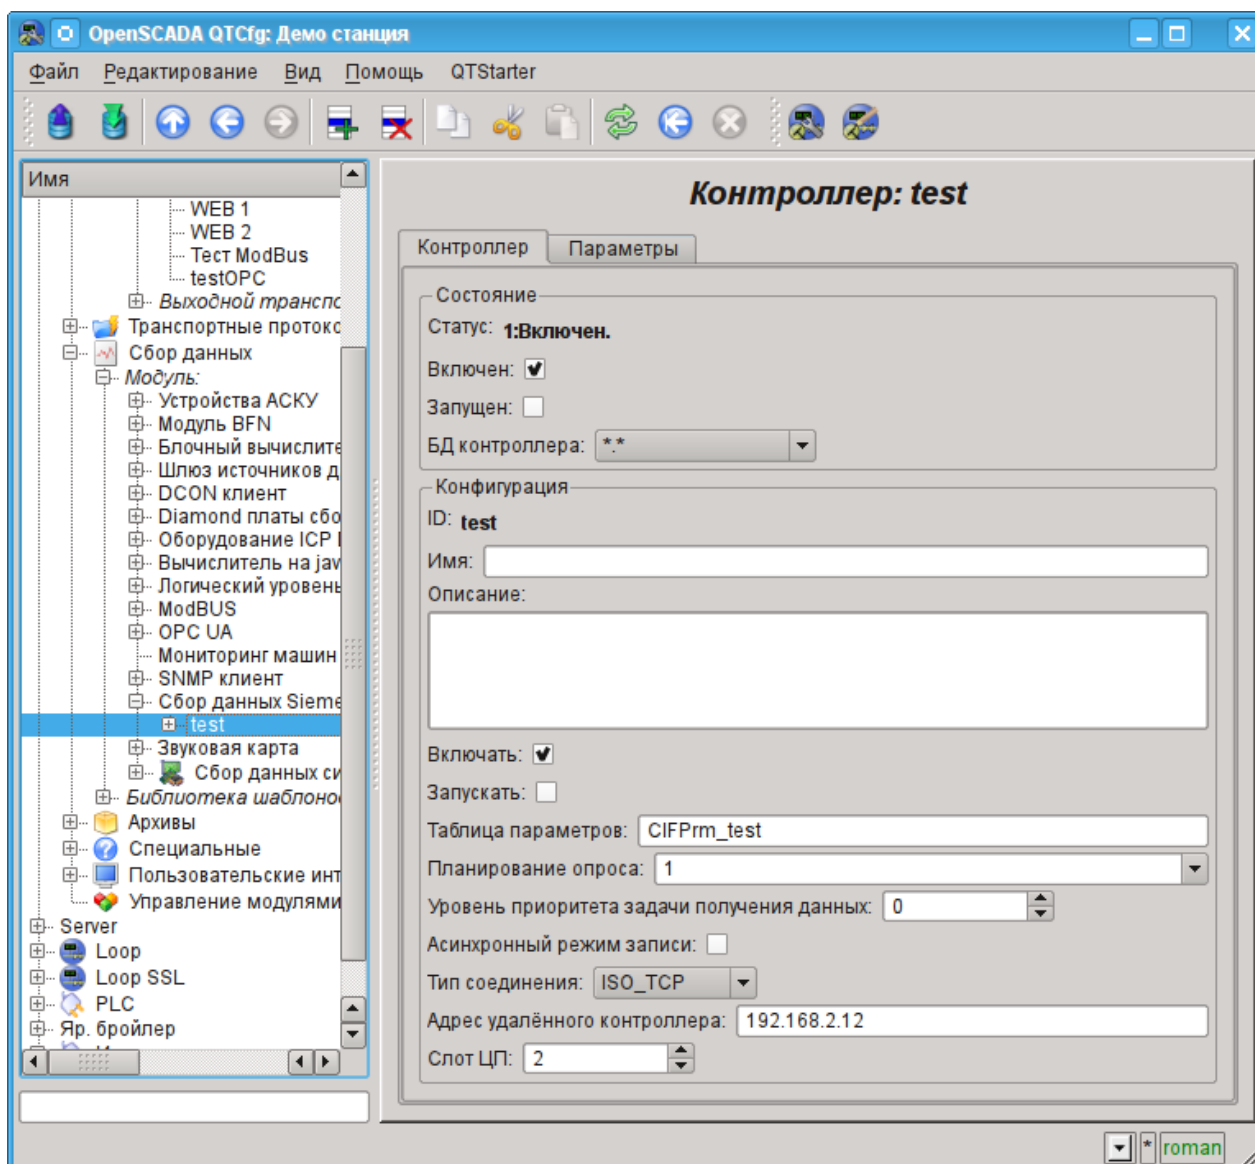 OpenSCADA QTCfg: Демо станция
Файл Редактирование Вид Помощь QTStarter
Имя
WEB 1
WEB 2
Тест ModBus
testOPC
Выходной транспо
Транспортные протоко
Сбор данных
Модуль:
Устройства АСКУ
Модуль BFN
Блочный вычислите
Шлюз источников д
DCON клиент
Diamond платы сбо
Оборудование ICP
Вычислитель на jav
Логический уровень
ModBUS
OPC UA
Мониторинг машин
SNMP клиент
Сбор данных Sieme
test
Звуковая карта
Сбор данных си
Библиотека шаблоно
Архивы
Специальные
Пользовательские инт
Управление модулями
Server
Loop
Loop SSL
PLC
Яр. бройлер
Контроллер: test
Контроллер Параметры
Состояние
Статус: 1:Включен.
Включен:
Запущен:
БД контроллера: *.*
Конфигурация
ID: test
Имя:
Описание:
Включать:
Запускать:
Таблица параметров: CIFPrm_test
Планирование опроса: 1
Уровень приоритета задачи получения данных: 0
Асинхронный режим записи:
Тип соединения: ISO_TCP
Адрес удалённого контроллера: 192.168.2.12
Слот ЦП: 2
* roman